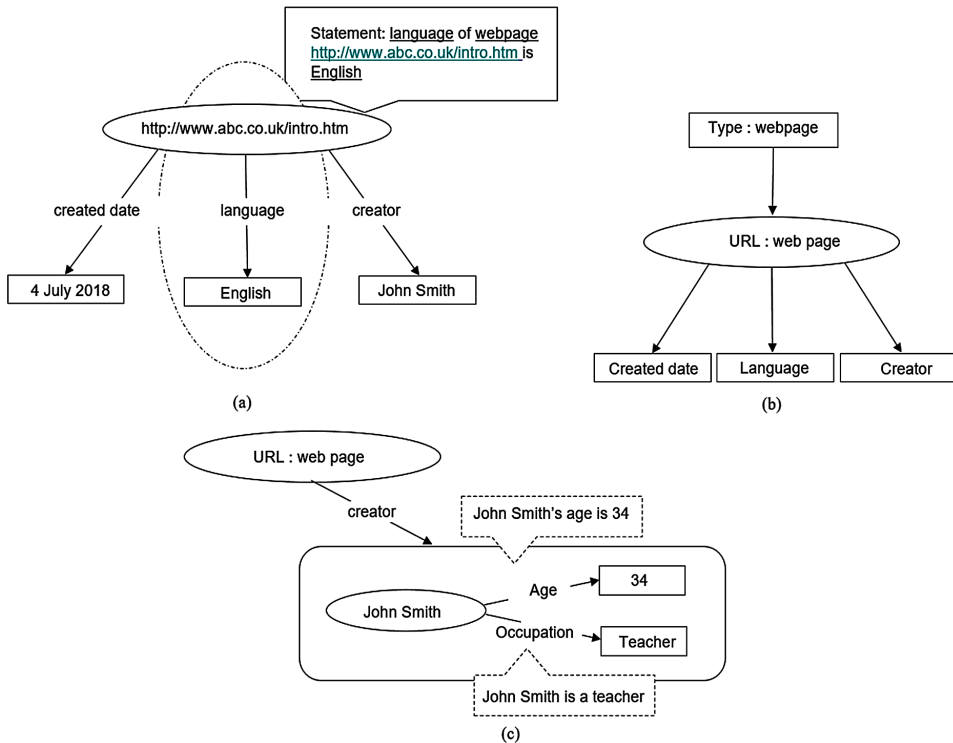 Statement: language of webpage
http://www.abc.co.uk/intro.htm is
English
http://www.abc.co.uk/intro.htm
created date
language
creator
4 July 2018
English
John Smith
(a)
Type : webpage
URL : web page
Created date
Language
Creator
(b)
URL : web page
creator
John Smith's age is 34
Age
34
John Smith
Occupation
Teacher
John Smith is a teacher
(c)